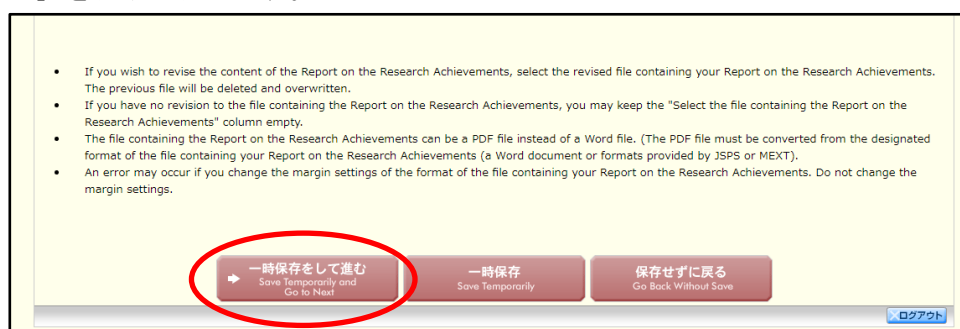 • If you wish to revise the content of the Report on the Research Achievements, select the revised file containing your Report on the Research Achievements.
The previous file will be deleted and overwritten.
• If you have no revision to the file containing the Report on the Research Achievements, you may keep the "Select the file containing the Report on the
Research Achievements" column empty.
• The file containing the Report on the Research Achievements can be a PDF file instead of a Word file. (The PDF file must be converted from the designated
format of the file containing your Report on the Research Achievements (a Word document or formats provided by JSPS or MEXT).
• An error may occur if you change the margin settings of the format of the file containing your Report on the Research Achievements. Do not change the
margin settings.
一時保存をして進む
Save Temporarily and
Go to Next
一時保存
Save Temporarily
保存せずに戻る
Go Back Without Save
ログアウト